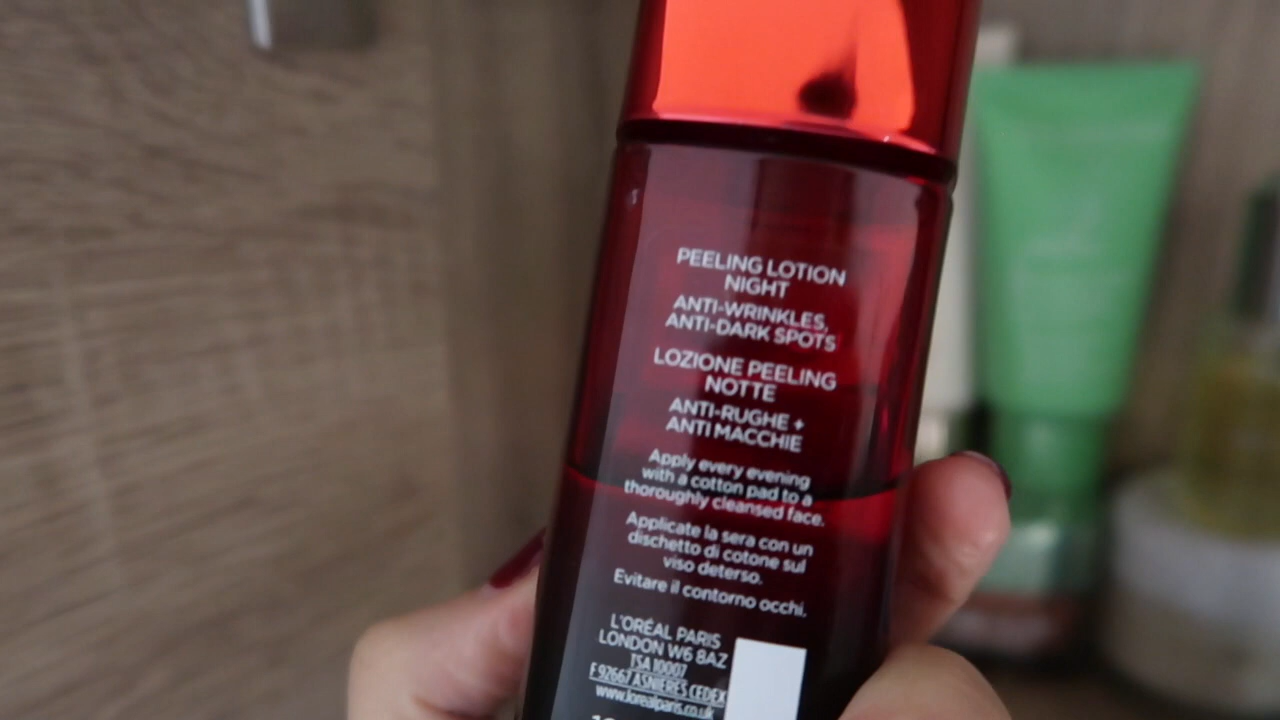 PEELING LOTION
NIGHT
ANTI-WRINKLES,
ANTI-DARK SPOTS
LOZIONE PEELING
NOTTE
ANTI-RUGHE +
ANTI MACCHIE
Apply every evening
with a cotton pad to a
thoroughly cleansed face.
Applicate la sera con un
dischetto di cotone sul
viso deterso.
Evitare il contorno occhi.
L'ORÉAL PARIS
LONDON W6 8AZ
TSA 10007
F 92667 ASNIERES CEDEX
www.lorealparis.co.uk